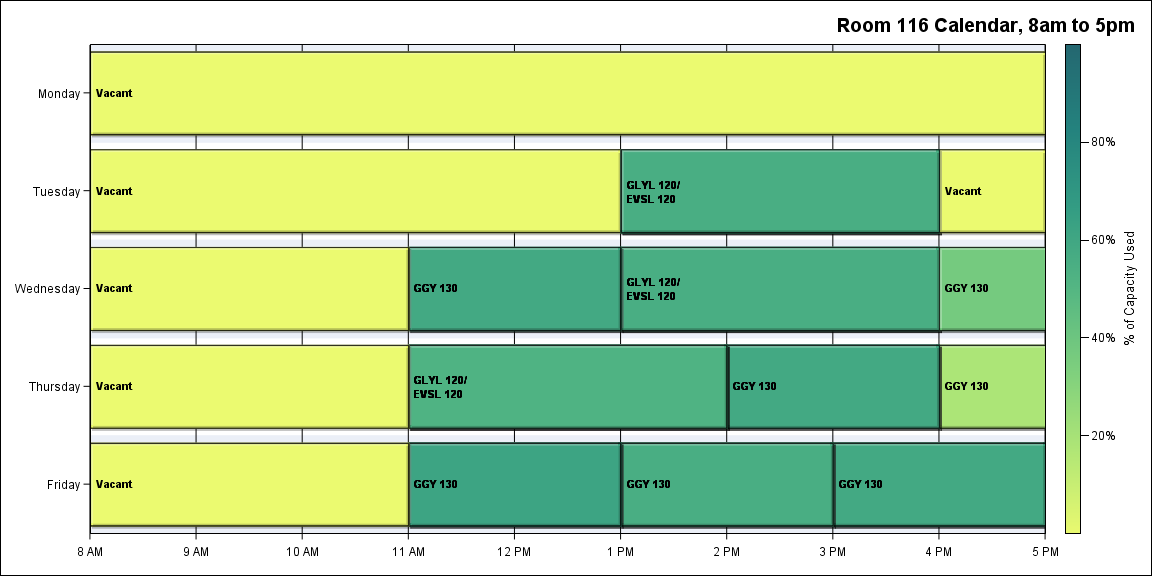 Room 116 Calendar, 8am to 5pm
Monday
Vacant
Tuesday
Vacant
GLYL 120/
EVSL 120
Vacant
Wednesday
Vacant
GGY 130
GLYL 120/
EVSL 120
GGY 130
Thursday
Vacant
GLYL 120/
EVSL 120
GGY 130
GGY 130
Friday
Vacant
GGY 130
GGY 130
GGY 130
8 AM
9 AM
10 AM
11 AM
12 PM
1 PM
2 PM
3 PM
4 PM
5 PM
80%
60%
40%
20%
% of Capacity Used